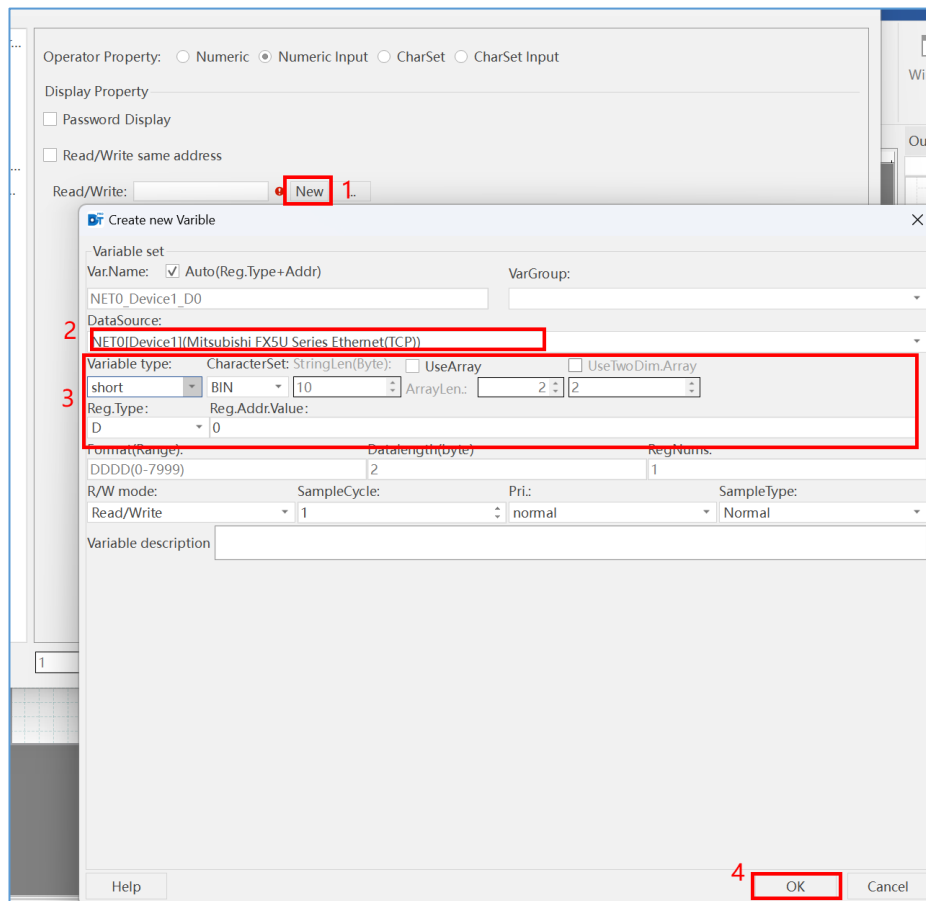 Operator Property: Numeric Numeric Input CharSet CharSet Input
Display Property
Password Display
Read/Write same address
Read/Write: New 1 ..
DT Create new Varible
Variable set
Var.Name: Auto(Reg.Type+Addr) VarGroup:
NET0_Device1_D0
DataSource:
2 NET0[Device1](Mitsubishi FX5U Series Ethernet(TCP))
Variable type: CharacterSet: StringLen(Byte): UseArray UseTwoDim.Array
3 short BIN 10 ArrayLen.: 2 2
Reg.Type: Reg.Addr.Value:
D 0
Format(Range): Datalength(byte) RegNums:
DDDD(0-7999) 2 1
R/W mode: SampleCycle: Pri.: SampleType:
Read/Write 1 normal Normal
Variable description
1
4
Help OK Cancel